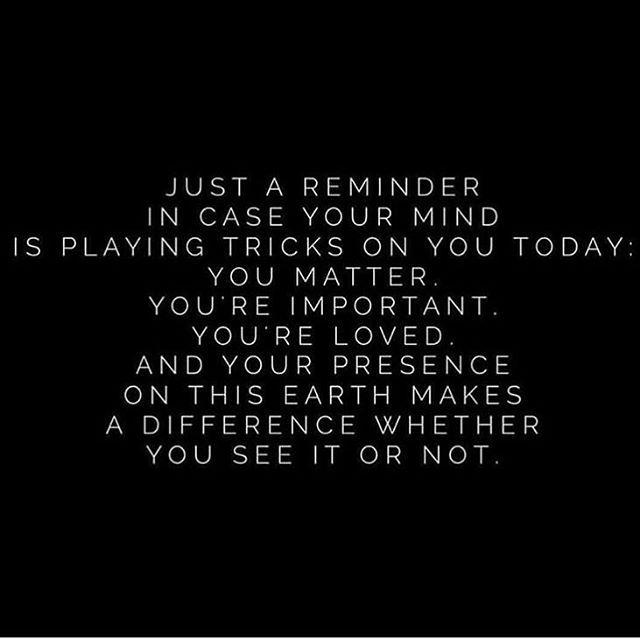 JUST A REMINDER
IN CASE YOUR MIND
IS PLAYING TRICKS ON YOU TODAY:
YOU MATTER.
YOU'RE IMPORTANT.
YOU'RE LOVED.
AND YOUR PRESENCE
ON THIS EARTH MAKES
A DIFFERENCE WHETHER
YOU SEE IT OR NOT.